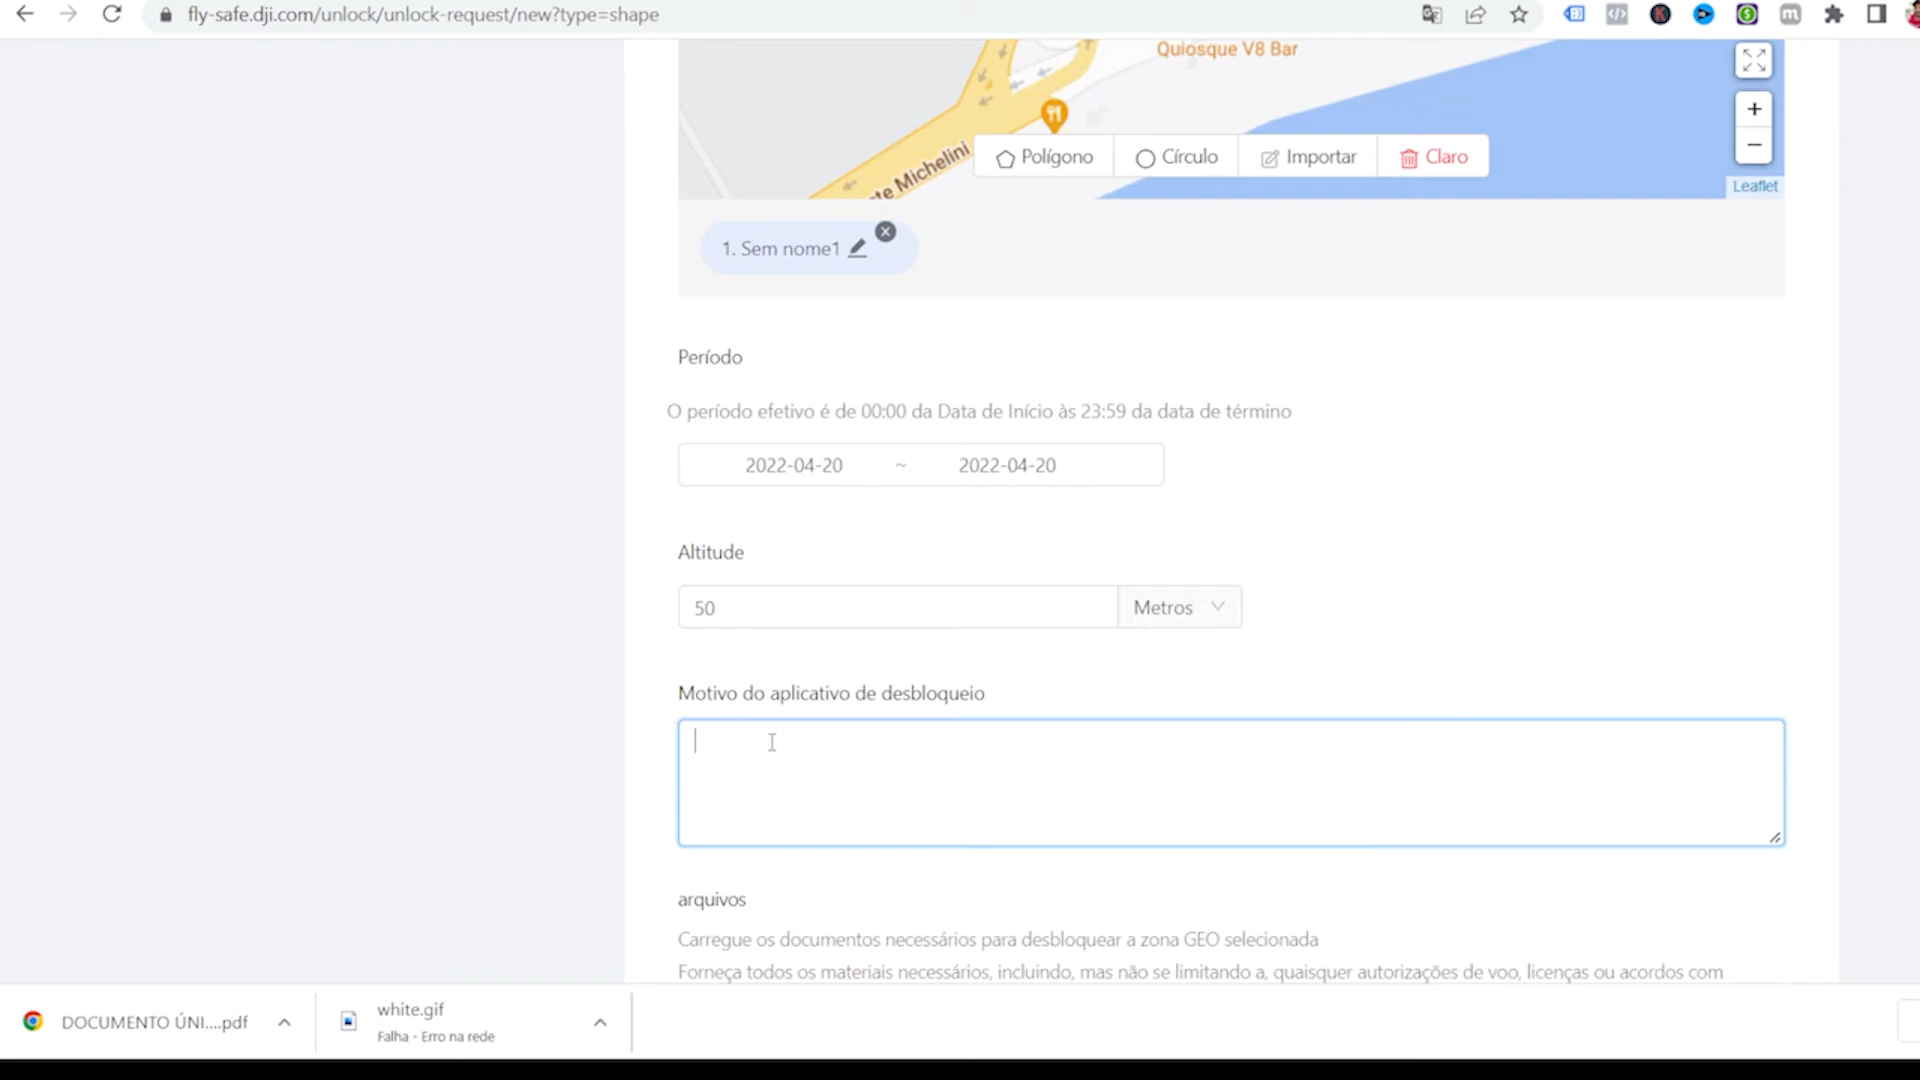 fly-safe.dji.com/unlock/unlock-request/new?type=shape
Quiosque V8 Bar
te Michelini
+
Polígono
Círculo
Importar
Claro
−
Leaflet
1. Sem nome1
Período
O período efetivo é de 00:00 da Data de Início às 23:59 da data de término
2022-04-20 ~ 2022-04-20
Altitude
50 Metros
Motivo do aplicativo de desbloqueio
arquivos
Carregue os documentos necessários para desbloquear a zona GEO selecionada
Forneça todos os materiais necessários, incluindo, mas não se limitando a, quaisquer autorizações de voo, licenças ou acordos com
DOCUMENTO ÚNI....pdf
white.gif
Falha - Erro na rede